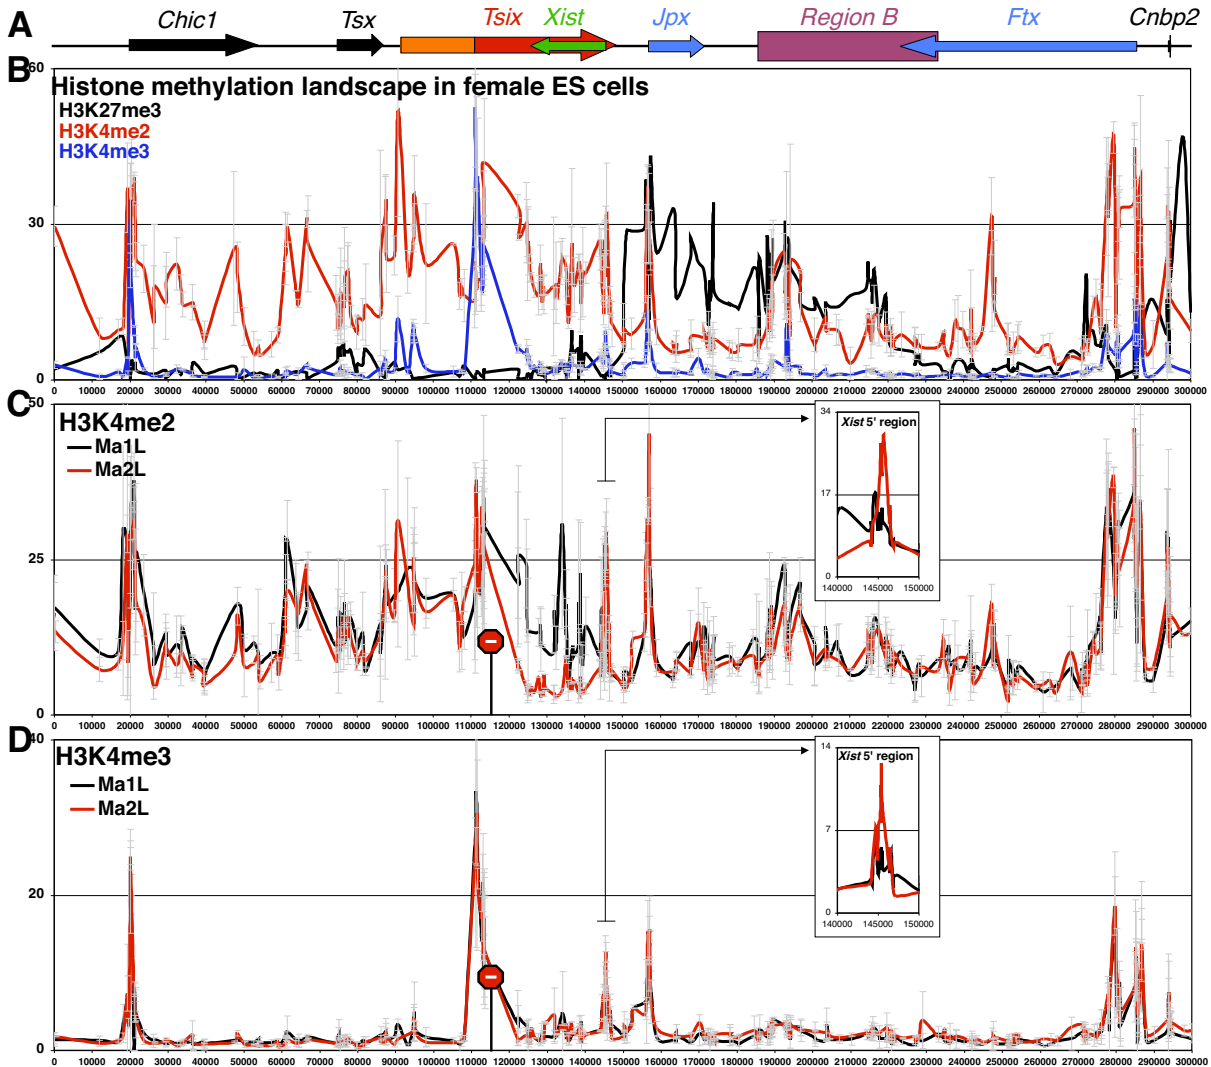 A
Chic1 Tsx Tsix Xist Jpx Region B Ftx Cnbp2
B
60
Histone methylation landscape in female ES cells
H3K27me3
H3K4me2
H3K4me3
30
0
0 10000 20000 30000 40000 50000 60000 70000 80000 90000 100000 110000 120000 130000 140000 150000 160000 170000 180000 190000 200000 210000 220000 230000 240000 250000 260000 270000 280000 290000 300000
C
50
H3K4me2
Ma1L
Ma2L
25
0
34
Xist 5' region
17
0
140000 145000 150000
0 10000 20000 30000 40000 50000 60000 70000 80000 90000 100000 110000 120000 130000 140000 150000 160000 170000 180000 190000 200000 210000 220000 230000 240000 250000 260000 270000 280000 290000 300000
D
40
H3K4me3
Ma1L
Ma2L
20
0
14
Xist 5' region
7
0
140000 145000 150000
0 10000 20000 30000 40000 50000 60000 70000 80000 90000 100000 110000 120000 130000 140000 150000 160000 170000 180000 190000 200000 210000 220000 230000 240000 250000 260000 270000 280000 290000 300000